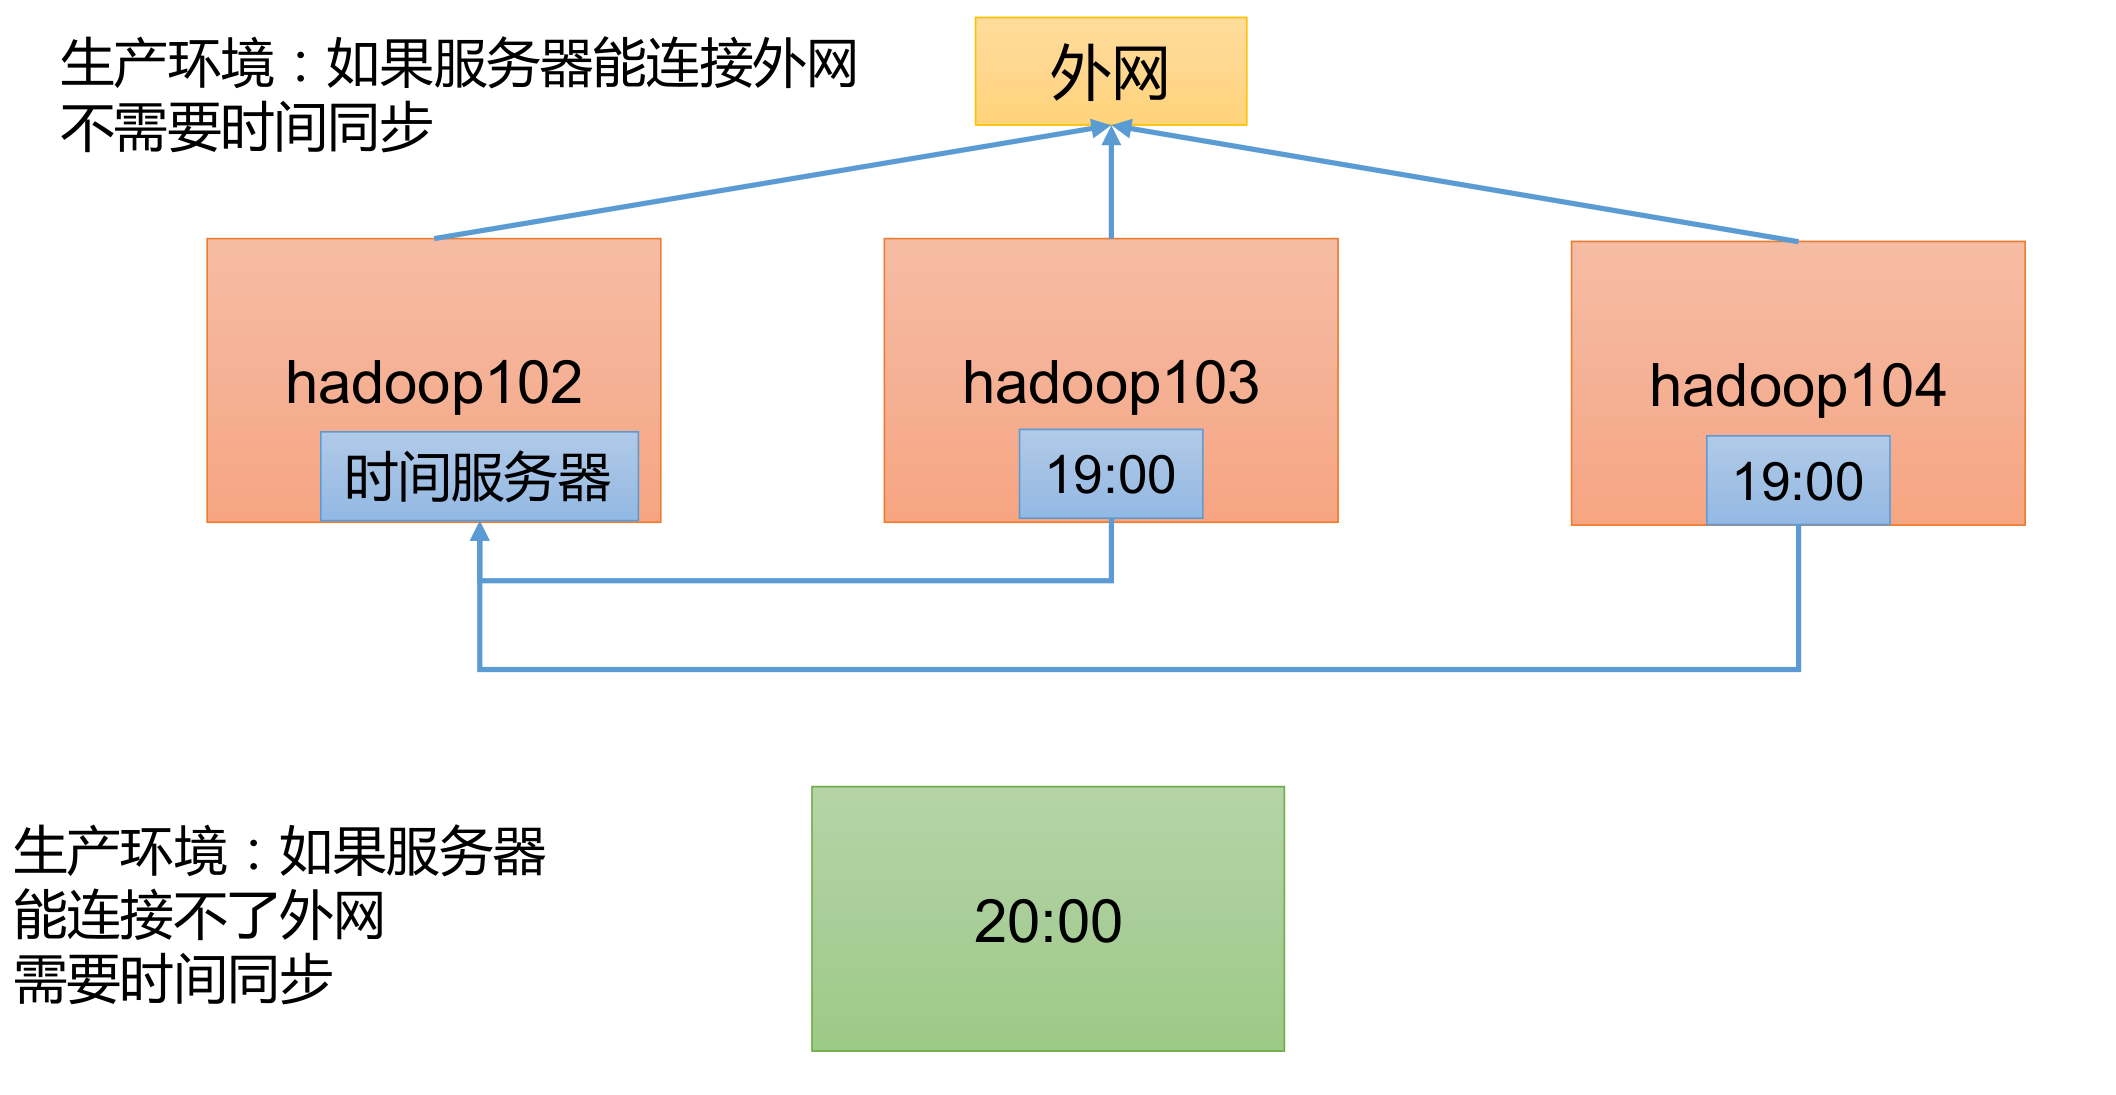 生产环境：如果服务器能连接外网
不需要时间同步
外网
hadoop102
时间服务器
hadoop103
19:00
hadoop104
19:00
生产环境：如果服务器
能连接不了外网
需要时间同步
20:00